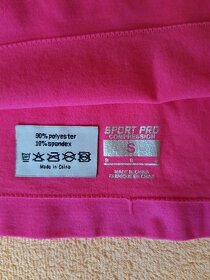 90% polyester
10% spandex
Made in China
SPORT PRO
COMPRESSION
S
MADE IN CHINA
FABRIQUE EN CHINE